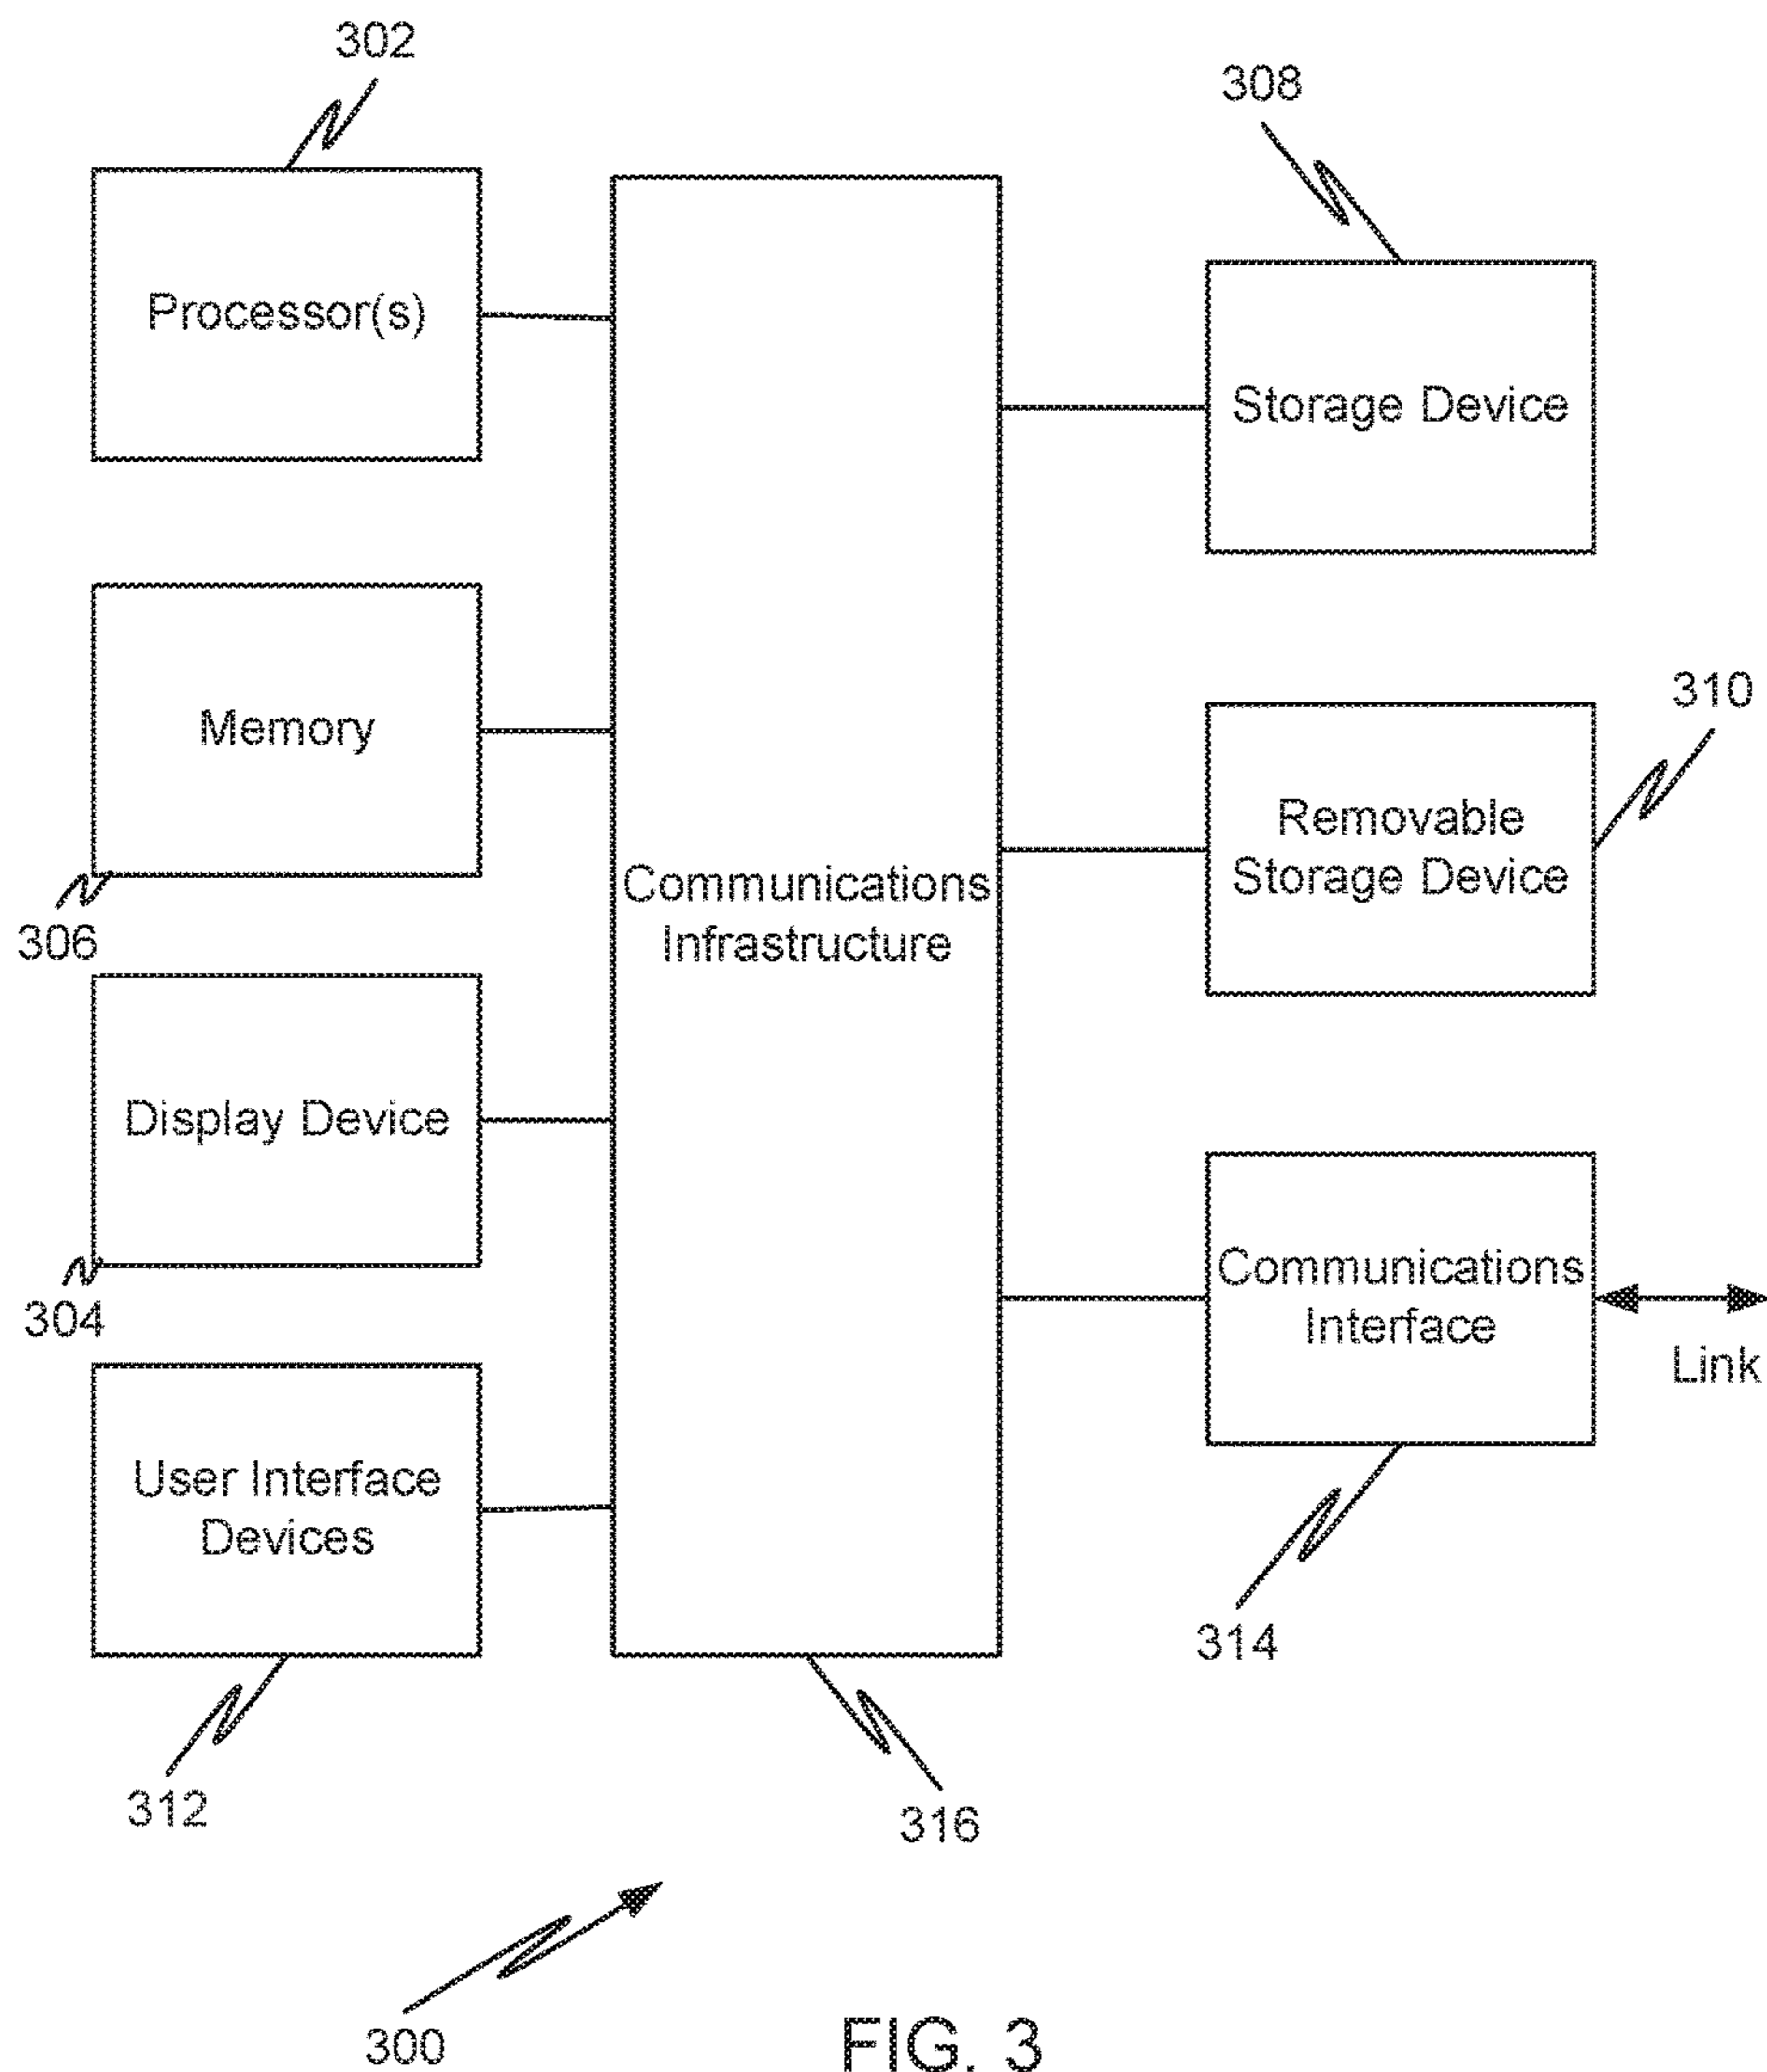 302
308
Processor(s)
Storage Device
310
Memory
Removable
Storage Device
Communications
Infrastructure
306
Display Device
Communications
Interface
304
Link
User Interface
Devices
314
312
316
300
FIG. 3